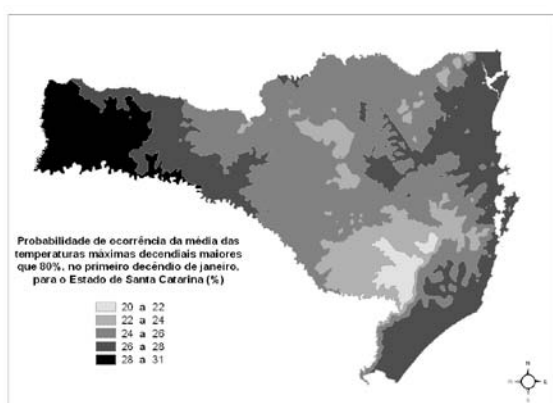 Probabilidade de ocorrência da média das
temperaturas máximas decendiais maiores
que 80%, no primeiro decêndio de janeiro,
para o Estado de Santa Catarina (%)
20 a 22
22 a 24
24 a 26
26 a 28
28 a 31
N